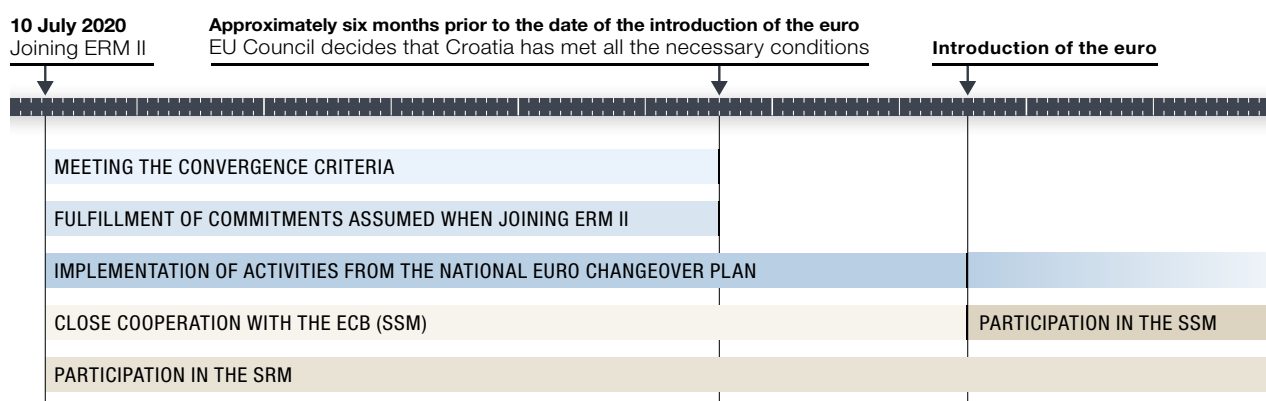 10 July 2020
Joining ERM II
Approximately six months prior to the date of the introduction of the euro
EU Council decides that Croatia has met all the necessary conditions
Introduction of the euro
MEETING THE CONVERGENCE CRITERIA
FULFILLMENT OF COMMITMENTS ASSUMED WHEN JOINING ERM II
IMPLEMENTATION OF ACTIVITIES FROM THE NATIONAL EURO CHANGEOVER PLAN
CLOSE COOPERATION WITH THE ECB (SSM)
PARTICIPATION IN THE SSM
PARTICIPATION IN THE SRM